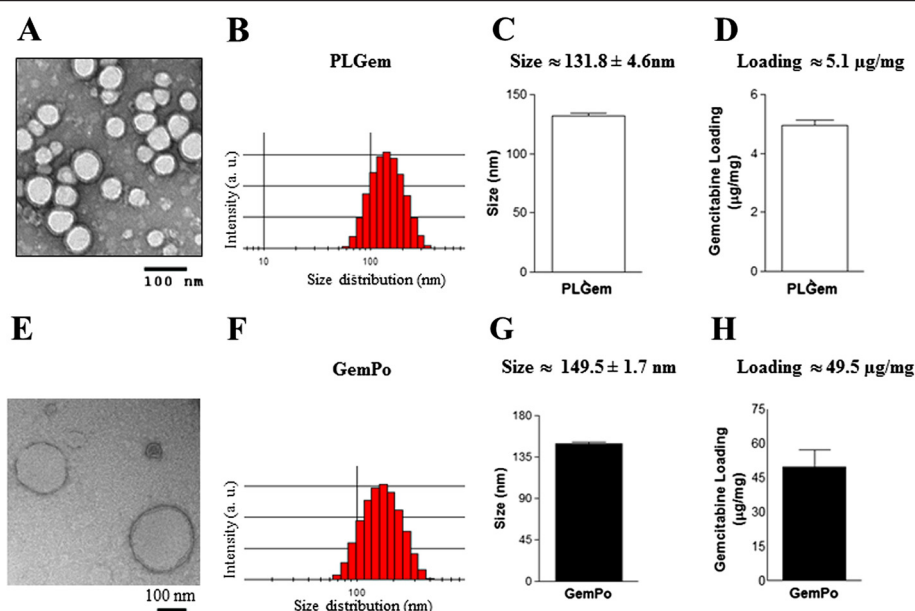 A
B
C
D
PLGem
Size ≈ 131.8 ± 4.6nm
Loading ≈ 5.1 µg/mg
100 nm
Intensity (a. u.)
10
100
Size distribution (nm)
Size (nm)
150
100
50
0
PLGem
Gemcitabine Loading
(µg/mg)
6
4
2
0
PLGem
E
F
G
H
GemPo
Size ≈ 149.5 ± 1.7 nm
Loading ≈ 49.5 µg/mg
100 nm
Intensity (a. u.)
100
Size distribution (nm)
Size (nm)
180
135
90
45
0
GemPo
Gemcitabine Loading
(µg/mg)
75
60
45
30
15
0
GemPo